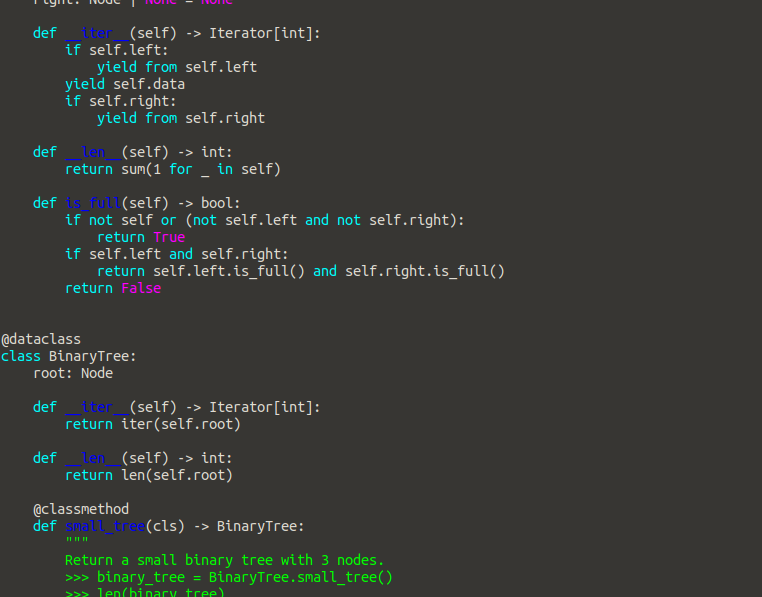 right: Node | None = None

    def __iter__(self) -> Iterator[int]:
        if self.left:
            yield from self.left
        yield self.data
        if self.right:
            yield from self.right

    def __len__(self) -> int:
        return sum(1 for _ in self)

    def is_full(self) -> bool:
        if not self or (not self.left and not self.right):
            return True
        if self.left and self.right:
            return self.left.is_full() and self.right.is_full()
        return False


@dataclass
class BinaryTree:
    root: Node

    def __iter__(self) -> Iterator[int]:
        return iter(self.root)

    def __len__(self) -> int:
        return len(self.root)

    @classmethod
    def small_tree(cls) -> BinaryTree:
        """
        Return a small binary tree with 3 nodes.
        >>> binary_tree = BinaryTree.small_tree()
        >>> len(binary_tree)